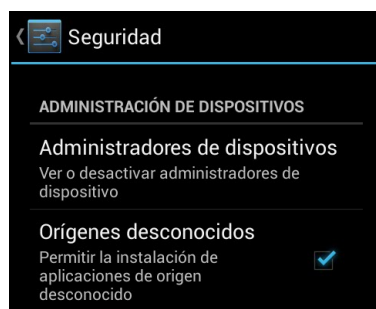 Seguridad
ADMINISTRACIÓN DE DISPOSITIVOS
Administradores de dispositivos
Ver o desactivar administradores de
dispositivo
Orígenes desconocidos
Permitir la instalación de
aplicaciones de origen
desconocido